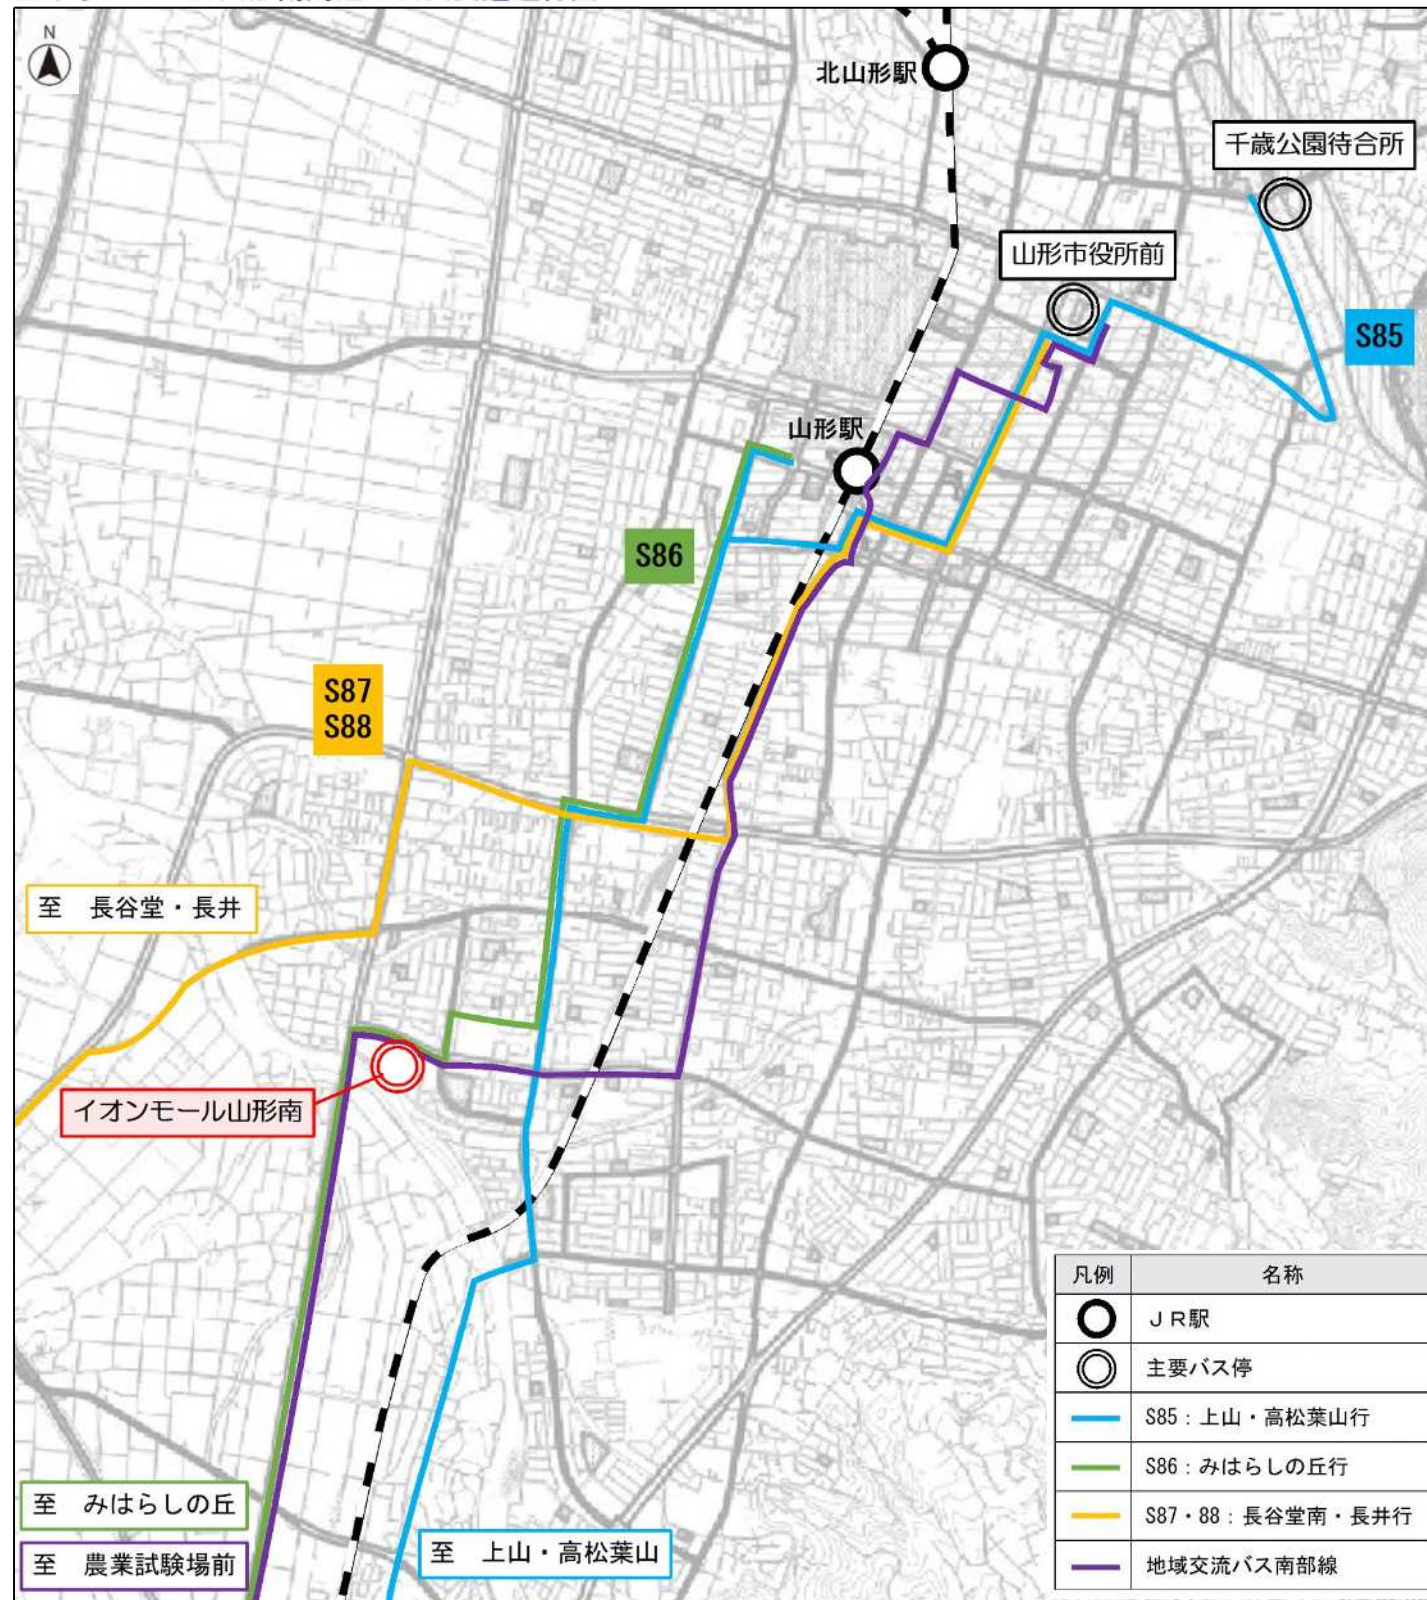 N
北山形駅
千歳公園待合所
山形市役所前
S85
山形駅
S86
S87
S88
至 長谷堂・長井
イオンモール山形南
至 みはらしの丘
至 農業試験場前
至 上山・高松葉山
凡例 名称
JR駅
主要バス停
S85:上山・高松葉山行
S86:みはらしの丘行
S87・88:長谷堂南・長井行
地域交流バス南部線